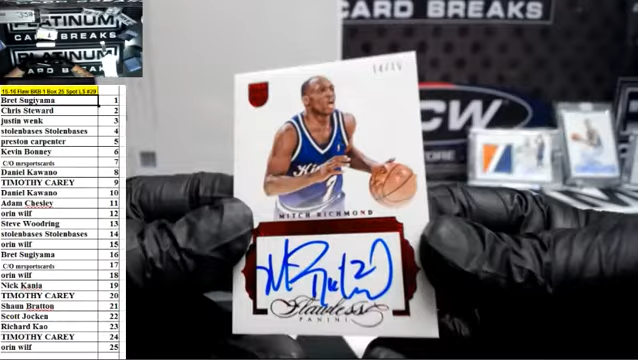 PLATINUM
PLATINUM
CARD BREAKS
CARD BREAKS
15-16 Flaw BKB 1 Box 25 Spot LS #29
Bret Sugiyama 1
Chris Steward 2
justin wenk 3
stolenbases Stolenbases 4
preston carpenter 5
Kevin Bonney 6
C/O mrsportscards 7
Daniel Kawano 8
TIMOTHY CAREY 9
Daniel Kawano 10
Adam Chesley 11
orin wilf 12
Steve Woodring 13
stolenbases Stolenbases 14
orin wilf 15
Bret Sugiyama 16
C/O mrsportscards 17
orin wilf 18
Nick Kania 19
TIMOTHY CAREY 20
Shaun Bratton 21
Scott Jocken 22
Richard Kao 23
TIMOTHY CAREY 24
orin wilf 25
Kings
2
MITCH RICHMOND
Flawless
PANINI
CW